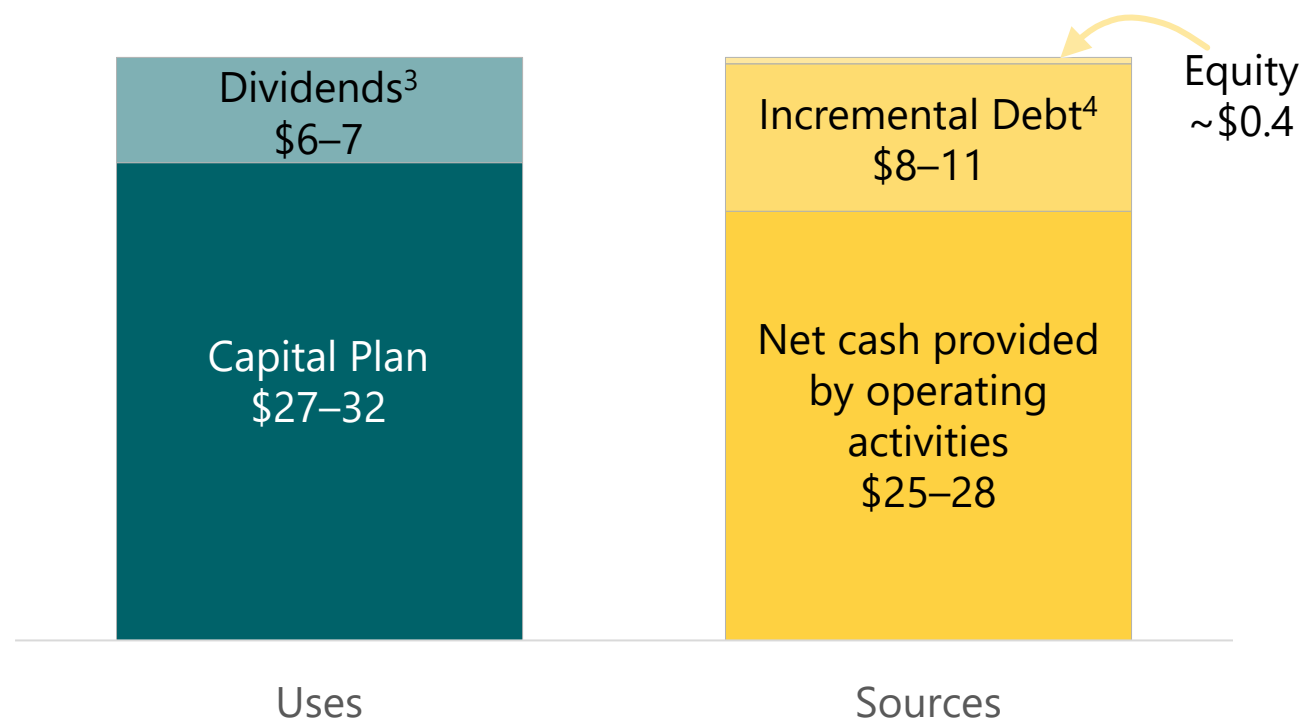 Dividends³
$6–7
Capital Plan
$27–32
Equity
~$0.4
Incremental Debt⁴
$8–11
Net cash provided
by operating
activities
$25–28
Uses
Sources